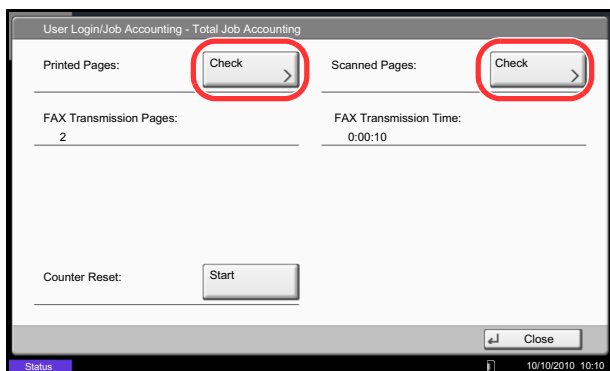 User Login/Job Accounting - Total Job Accounting
Printed Pages: Check Scanned Pages: Check
FAX Transmission Pages: FAX Transmission Time:
2 0:00:10
Counter Reset: Start
Close
Status 10/10/2010 10:10